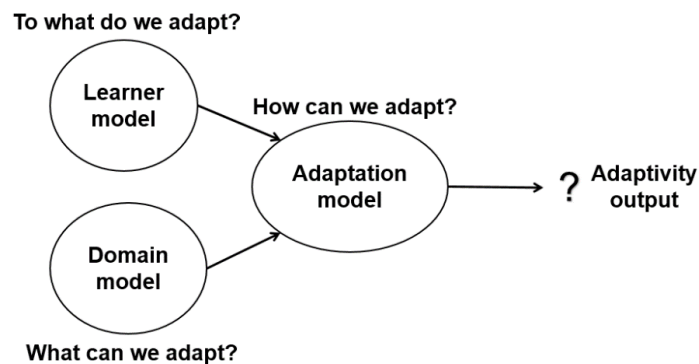 To what do we adapt?
Learner
model
How can we adapt?
Adaptation
model
? Adaptivity
output
Domain
model
What can we adapt?